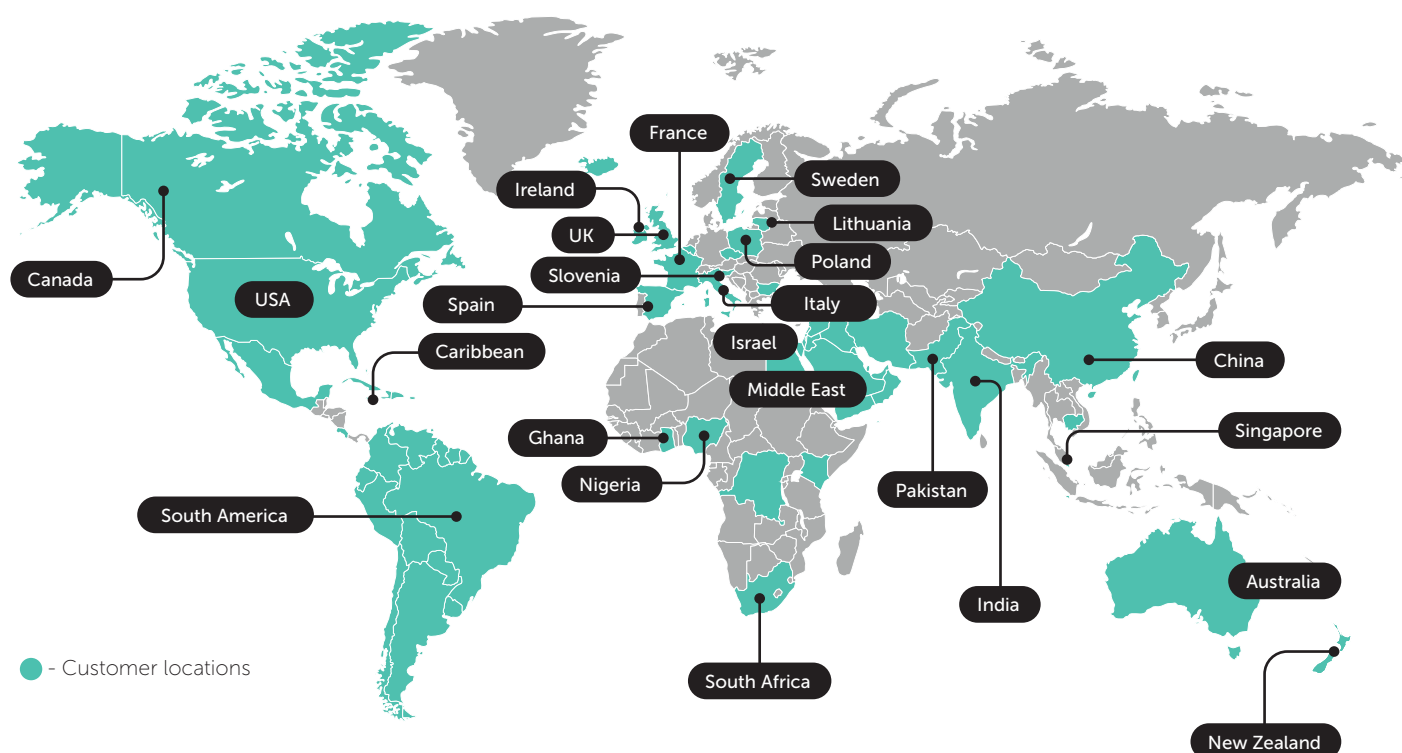 France
Ireland
Sweden
Lithuania
UK
Poland
Slovenia
Canada
USA
Spain
Italy
Israel
Caribbean
China
Middle East
Ghana
Singapore
Nigeria
Pakistan
South America
Australia
India
- Customer locations
South Africa
New Zealand